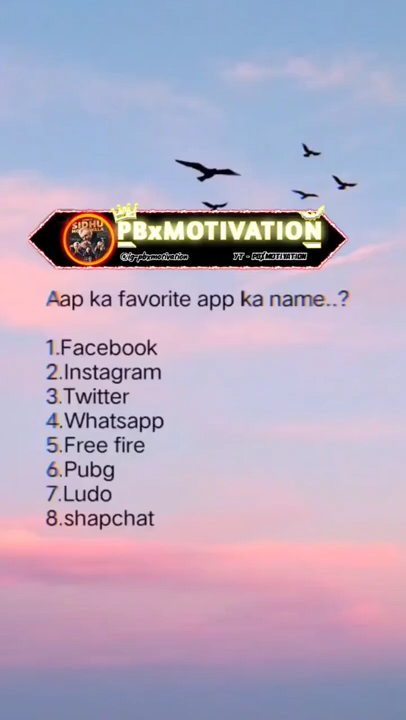 SIDHU
PBxMOTIVATION
@ig-pbxmotivation
YT - PBXMOTIVATION
Aap ka favorite app ka name..?
1.Facebook
2.Instagram
3.Twitter
4.Whatsapp
5.Free fire
6.Pubg
7.Ludo
8.shapchat